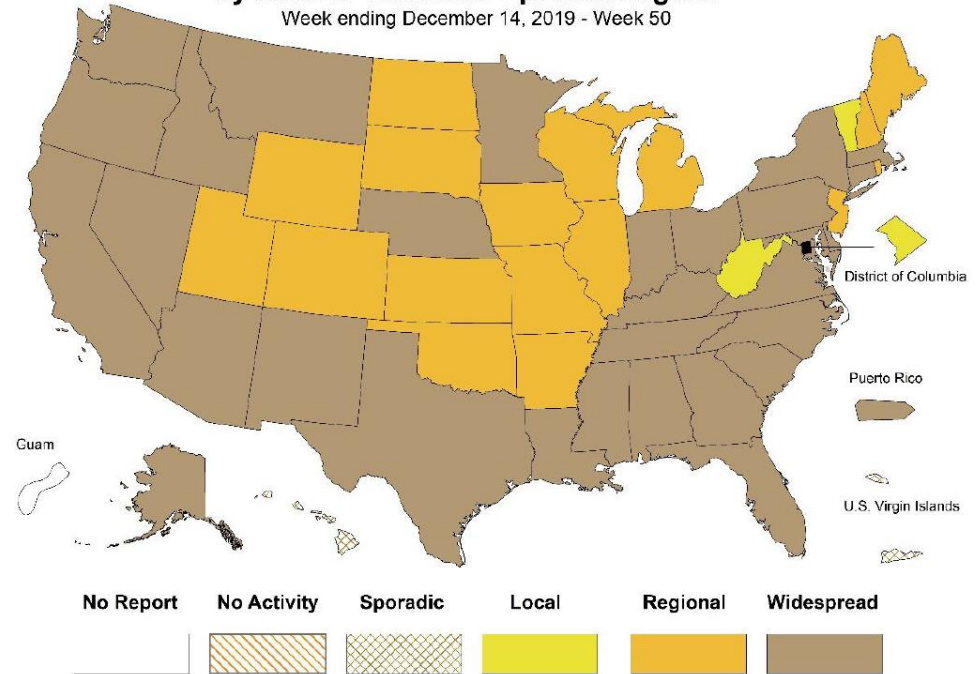 Week ending December 14, 2019 - Week 50
District of Columbia
Puerto Rico
Guam
U.S. Virgin Islands
No Report
No Activity
Sporadic
Local
Regional
Widespread